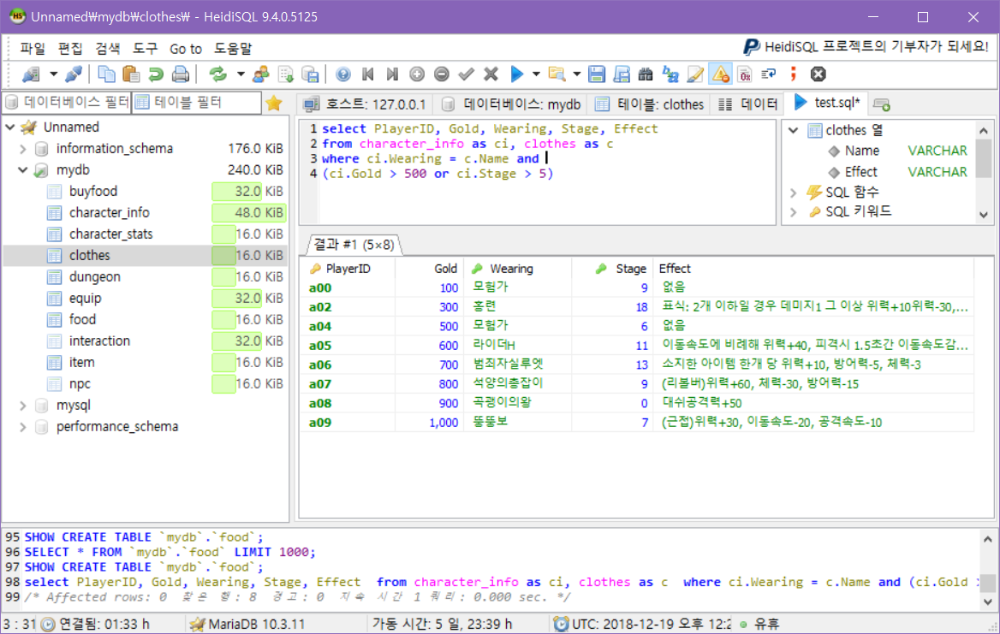 HS Unnamed₩mydb₩clothes₩ - HeidiSQL 9.4.0.5125
파일 편집 검색 도구 Go to 도움말
HeidiSQL 프로젝트의 기부자가 되세요!
데이터베이스 필터 테이블 필터
호스트: 127.0.0.1 데이터베이스: mydb 테이블: clothes 데이터 test.sql*
Unnamed
information_schema 176.0 KiB
mydb 240.0 KiB
buyfood 32.0 KiB
character_info 48.0 KiB
character_stats 16.0 KiB
clothes 16.0 KiB
dungeon 16.0 KiB
equip 32.0 KiB
food 16.0 KiB
interaction 32.0 KiB
item 16.0 KiB
npc 16.0 KiB
mysql
performance_schema
1 select PlayerID, Gold, Wearing, Stage, Effect
2 from character_info as ci, clothes as c
3 where ci.Wearing = c.Name and
4 (ci.Gold > 500 or ci.Stage > 5)
clothes 열
Name VARCHAR
Effect VARCHAR
SQL 함수
SQL 키워드
결과 #1 (5×8)
PlayerID Gold Wearing Stage Effect
a00 100 모험가 9 없음
a02 300 홍련 18 표식: 2개 이하일 경우 데미지1 그 이상 위력+10위력-30,...
a04 500 모험가 6 없음
a05 600 라이더H 11 이동속도에 비례해 위력+40, 피격시 1.5초간 이동속도감...
a06 700 범죄자실루엣 13 소지한 아이템 한개 당 위력+10, 방어력-5, 체력-3
a07 800 석양의총잡이 9 (리볼버)위력+60, 체력-30, 방어력-15
a08 900 곡괭이의왕 0 대쉬공격력+50
a09 1,000 뚱뚱보 7 (근접)위력+30, 이동속도-20, 공격속도-10
95 SHOW CREATE TABLE `mydb`.`food`;
96 SELECT * FROM `mydb`.`food` LIMIT 1000;
97 SHOW CREATE TABLE `mydb`.`food`;
98 select PlayerID, Gold, Wearing, Stage, Effect from character_info as ci, clothes as c where ci.Wearing = c.Name and (ci.Gold
99 /* Affected rows: 0 찾은 행: 8 경고: 0 지속 시간 1 쿼리: 0.000 sec. */
3 : 31 연결됨: 01:33 h MariaDB 10.3.11 가동 시간: 5 일, 23:39 h UTC: 2018-12-19 오후 12:2 유휴